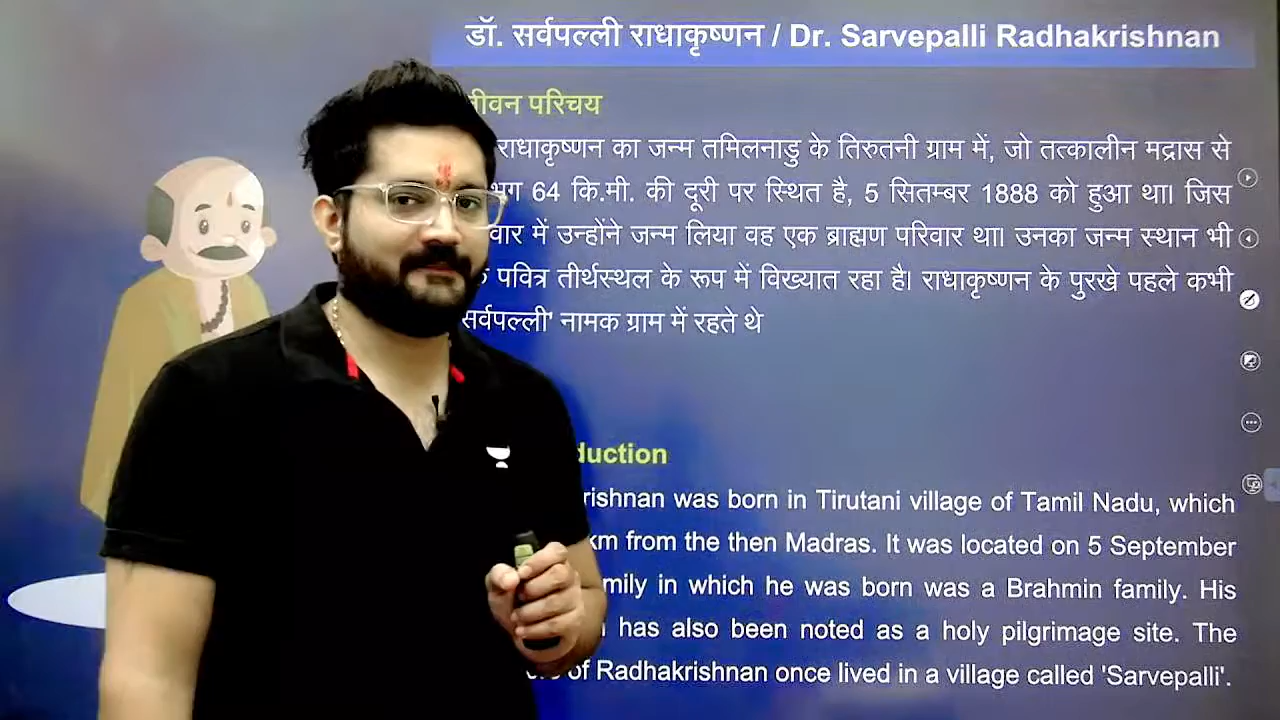 डॉ. सर्वपल्ली राधाकृष्णन / Dr. Sarvepalli Radhakrishnan
परिचय
राधाकृष्णन का जन्म तमिलनाडु के तिरुतनी ग्राम में, जो तत्कालीन मद्रास से
64 कि.मी. की दूरी पर स्थित है, 5 सितम्बर 1888 को हुआ था। जिस
में उन्होंने जन्म लिया वह एक ब्राह्मण परिवार था। उनका जन्म स्थान भी
पवित्र तीर्थस्थल के रूप में विख्यात रहा है। राधाकृष्णन के पुरखे पहले कभी
सर्वपल्ली' नामक ग्राम में रहते थे
duction
rishnan was born in Tirutani village of Tamil Nadu, which
km from the then Madras. It was located on 5 September
mily in which he was born was a Brahmin family. His
has also been noted as a holy pilgrimage site. The
of Radhakrishnan once lived in a village called 'Sarvepalli'.